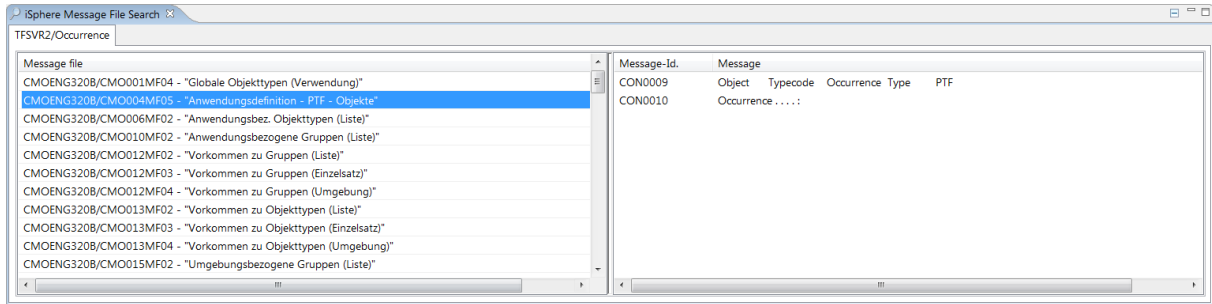 iSphere Message File Search
TFSVR2/Occurrence
Message file
CMOENG320B/CMO001MF04 - "Globale Objekttypen (Verwendung)"
CMOENG320B/CMO004MF05 - "Anwendungsdefinition - PTF - Objekte"
CMOENG320B/CMO006MF02 - "Anwendungsbez. Objekttypen (Liste)"
CMOENG320B/CMO010MF02 - "Anwendungsbezogene Gruppen (Liste)"
CMOENG320B/CMO012MF02 - "Vorkommen zu Gruppen (Liste)"
CMOENG320B/CMO012MF03 - "Vorkommen zu Gruppen (Einzelsatz)"
CMOENG320B/CMO012MF04 - "Vorkommen zu Gruppen (Umgebung)"
CMOENG320B/CMO013MF02 - "Vorkommen zu Objekttypen (Liste)"
CMOENG320B/CMO013MF03 - "Vorkommen zu Objekttypen (Einzelsatz)"
CMOENG320B/CMO013MF04 - "Vorkommen zu Objekttypen (Umgebung)"
CMOENG320B/CMO015MF02 - "Umgebungsbezogene Gruppen (Liste)"
Message-Id. Message
CON0009 Object Typecode Occurrence Type PTF
CON0010 Occurrence . . . . :